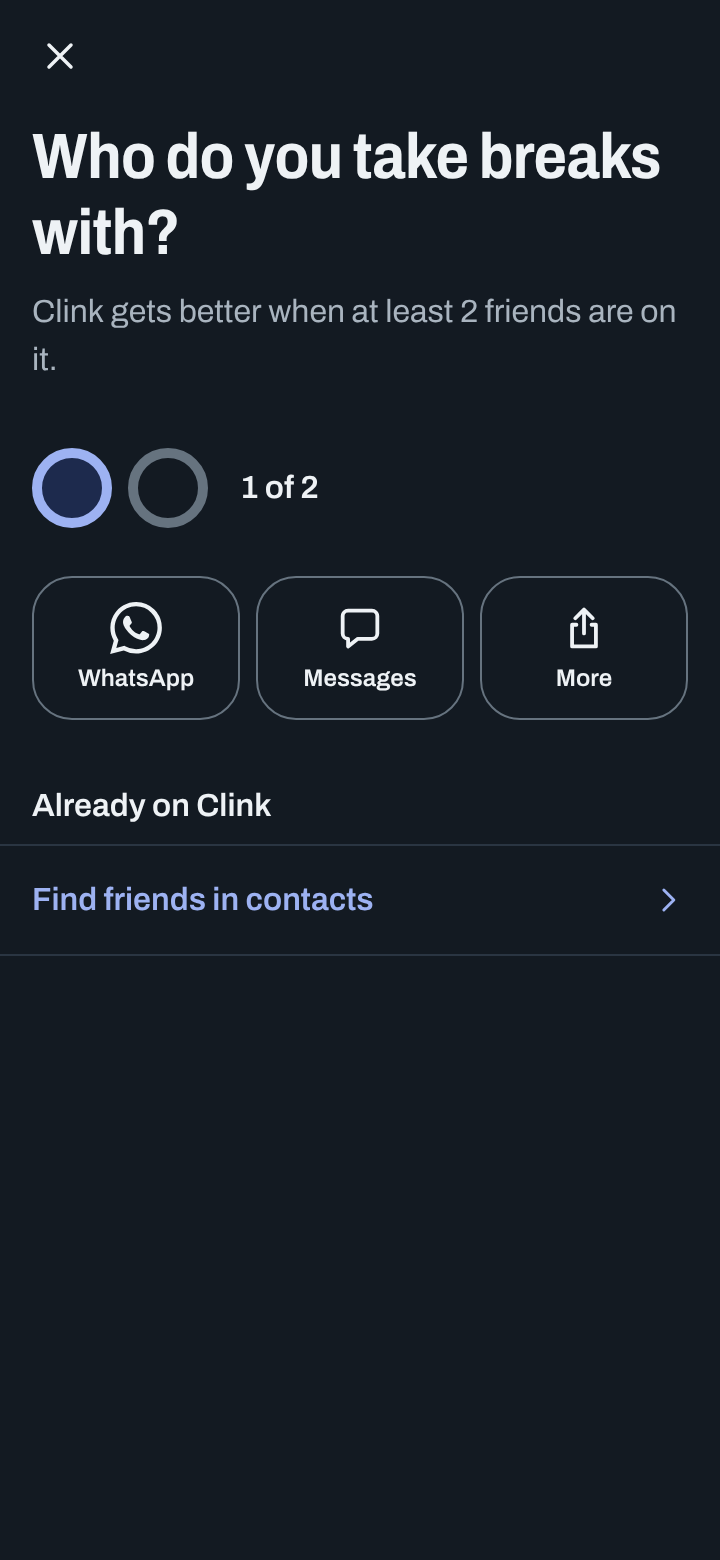 Who do you take breaks
with?
Clink gets better when at least 2 friends are on
it.
1 of 2
WhatsApp
Messages
More
Already on Clink
Find friends in contacts